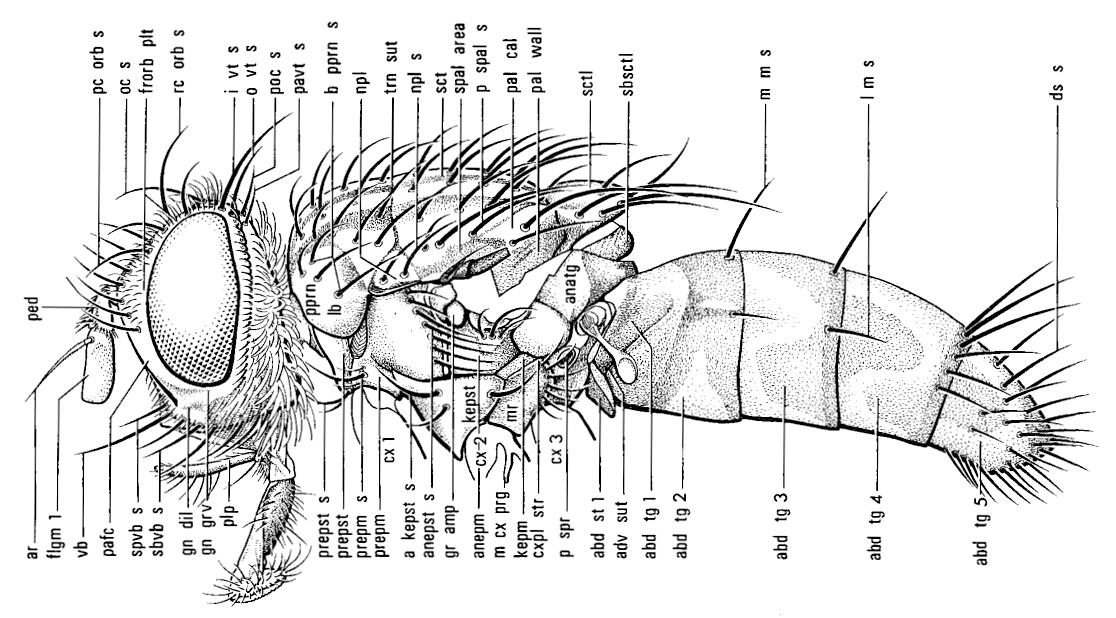 pc orb s
oc s
frorb plt
rc orb s
i vt s
o vt s
poc s
pavt s
b pprn s
npl
trn sut
npl s
sct
spal area
p spal s
pal cal
pal wall
sctl
sbsctl
m m s
l m s
ds s
ped
pprn
lb
anatg
kepst
mr
cx 1
cx 2
cx 3
ar
flgm 1
vb
pafc
spvb s
sbvb s
gn dil
gn grv
plp
prepst s
prepst
prepm s
prepm
a kepst s
anepst s
gr amp
anepm
m cx prg
kepm
cxpl str
p spr
abd st 1
adv sut
abd tg 1
abd tg 2
abd tg 3
abd tg 4
abd tg 5